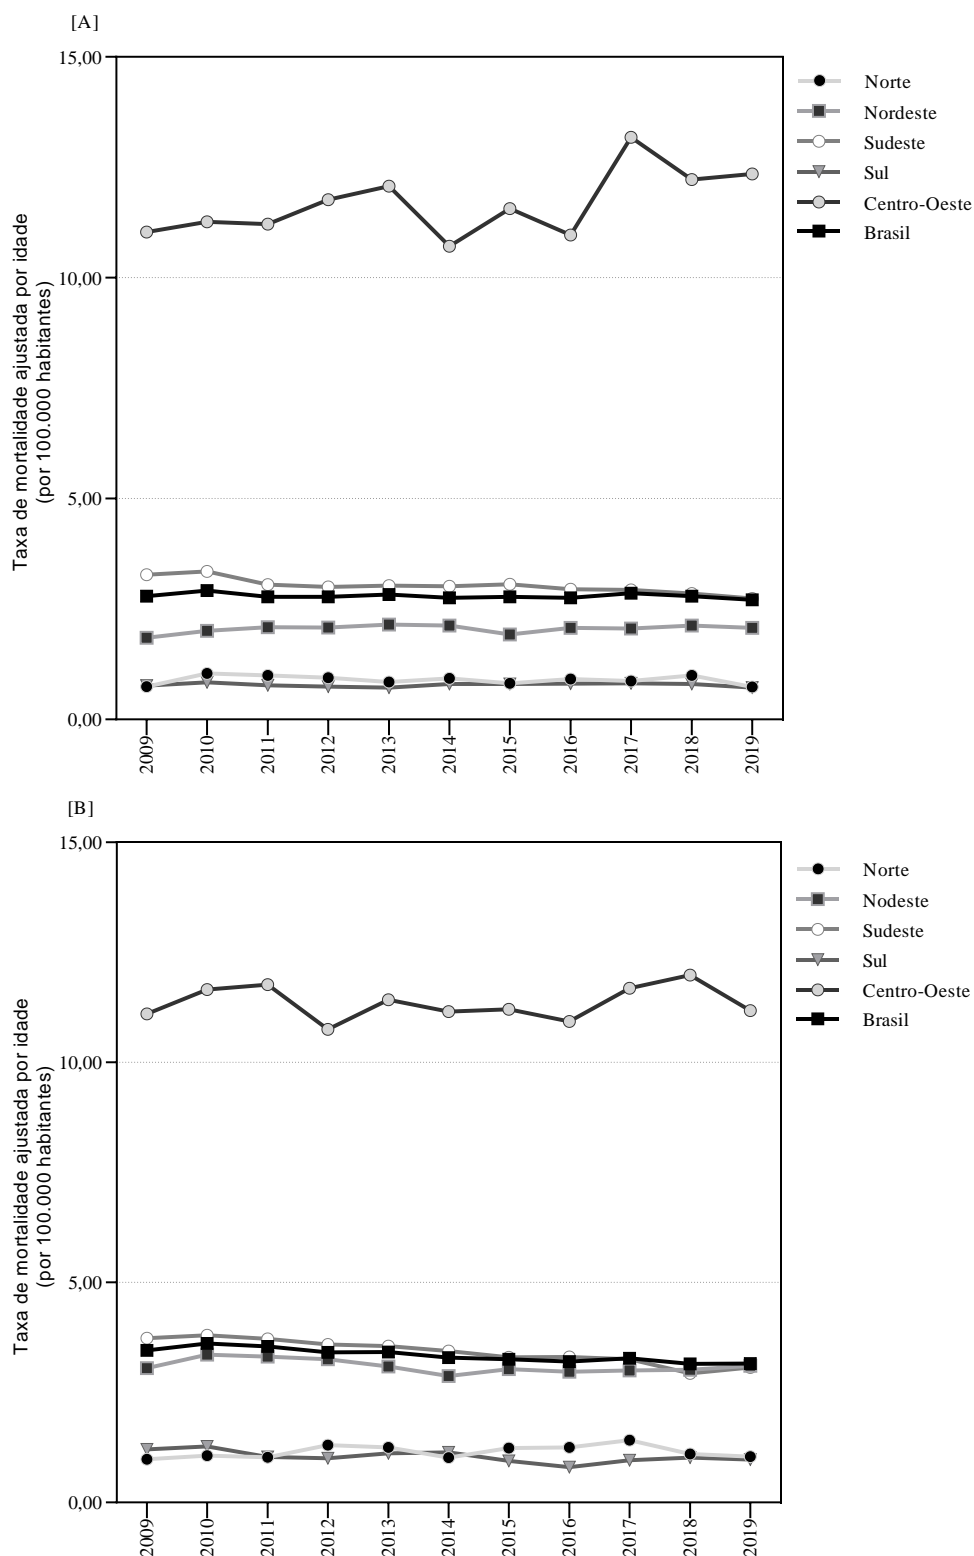 [A]
Taxa de mortalidade ajustada por idade
(por 100.000 habitantes)
15,00
10,00
5,00
0,00
2009
2010
2011
2012
2013
2014
2015
2016
2017
2018
2019
Norte
Nordeste
Sudeste
Sul
Centro-Oeste
Brasil
[B]
Taxa de mortalidade ajustada por idade
(por 100.000 habitantes)
15,00
10,00
5,00
0,00
2009
2010
2011
2012
2013
2014
2015
2016
2017
2018
2019
Norte
Nodeste
Sudeste
Sul
Centro-Oeste
Brasil